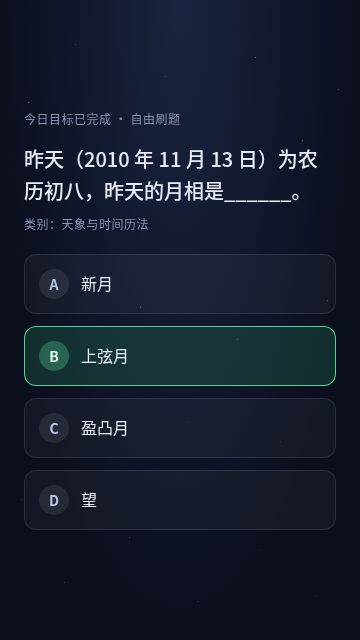 今日目标已完成 · 自由刷题
昨天（2010 年 11 月 13 日）为农
历初八，昨天的月相是______。
类别：天象与时间历法
A 新月
B 上弦月
C 盈凸月
D 望